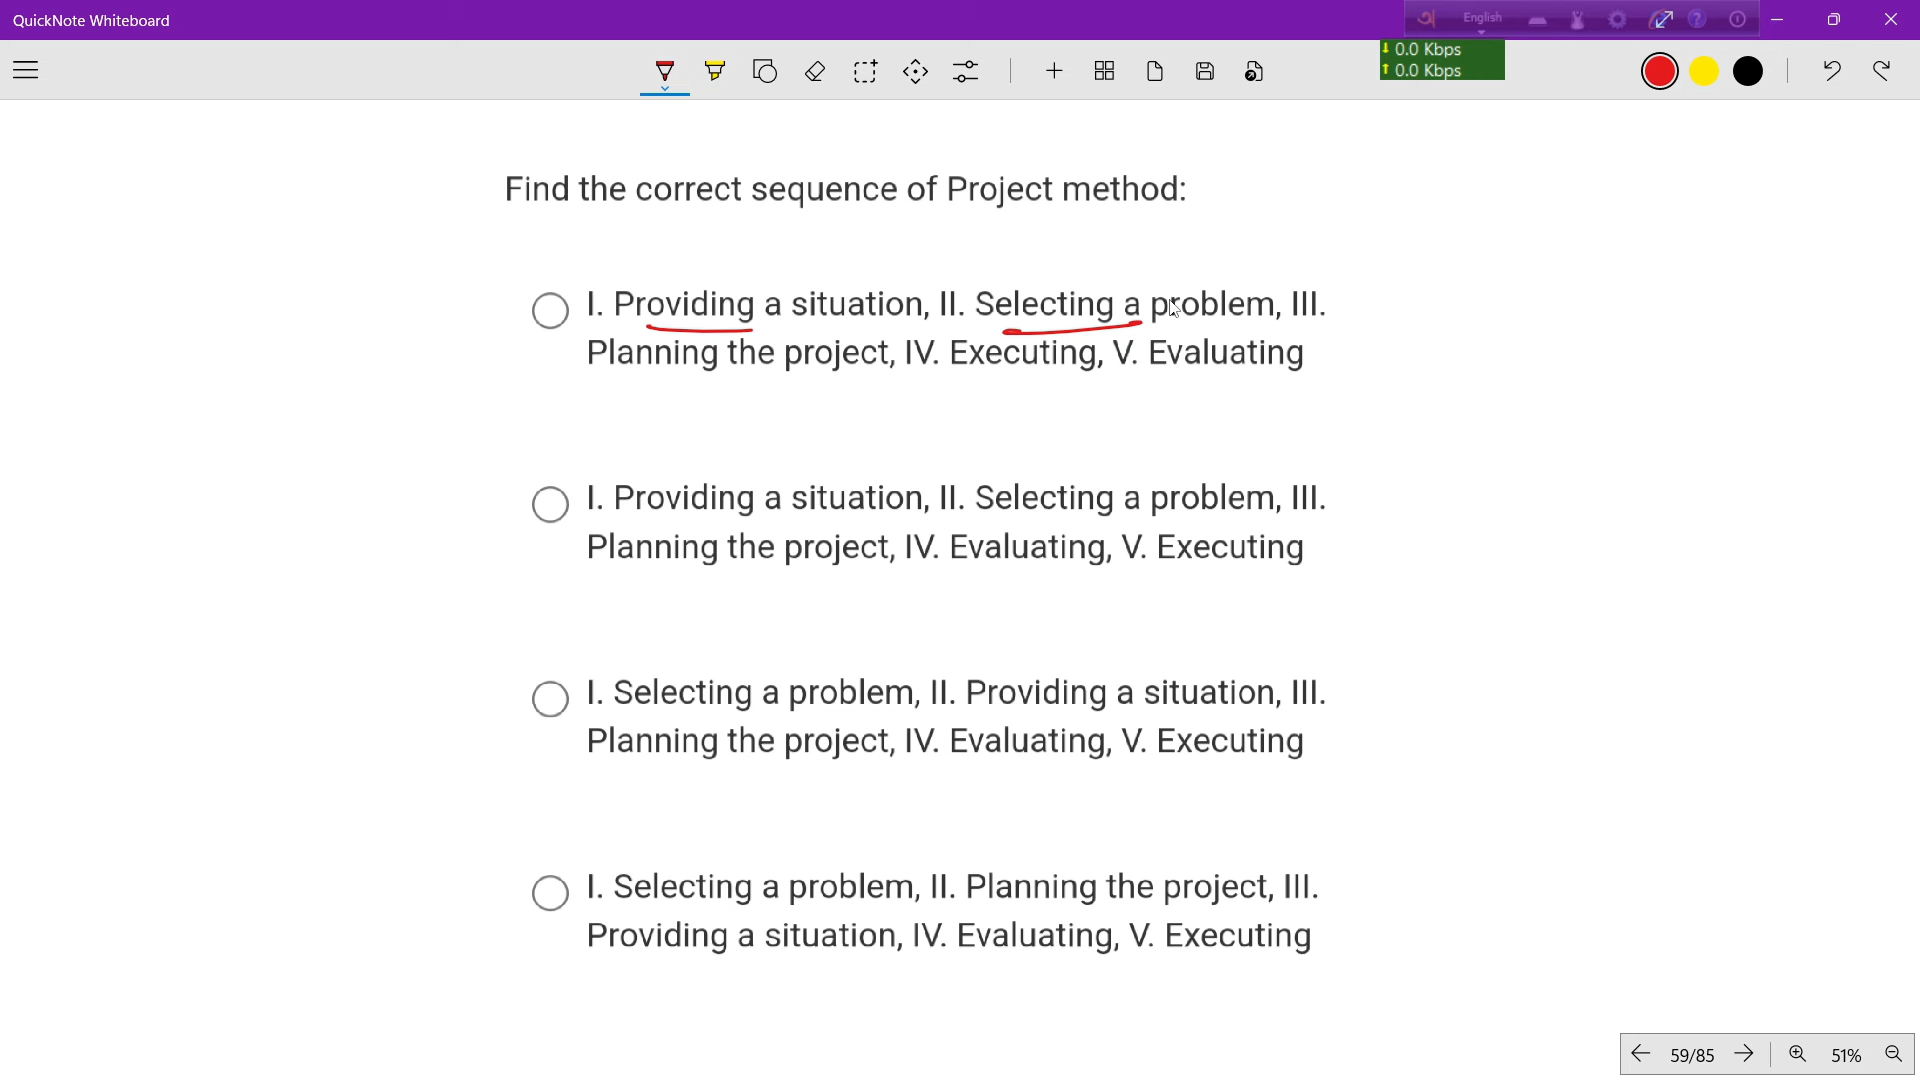 QuickNote Whiteboard
English
0.0 Kbps
0.0 Kbps
Find the correct sequence of Project method:
I. Providing a situation, II. Selecting a problem, III.
Planning the project, IV. Executing, V. Evaluating
I. Providing a situation, II. Selecting a problem, III.
Planning the project, IV. Evaluating, V. Executing
I. Selecting a problem, II. Providing a situation, III.
Planning the project, IV. Evaluating, V. Executing
I. Selecting a problem, II. Planning the project, III.
Providing a situation, IV. Evaluating, V. Executing
59/85
51%